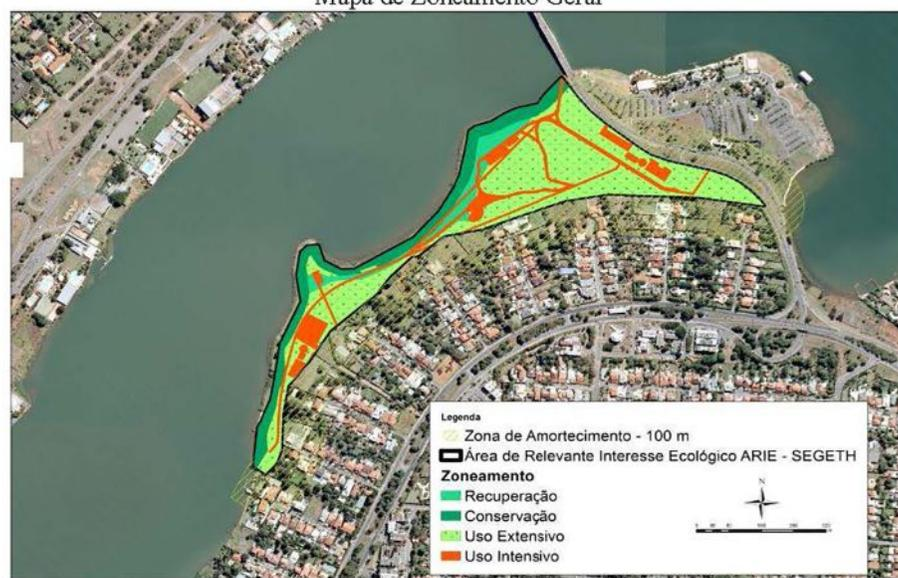 Mapa de Zoneamento Geral
Legenda
Zona de Amortecimento - 100 m
Área de Relevante Interesse Ecológico ARIE - SEGETH
Zoneamento
Recuperação
Conservação
Uso Extensivo
Uso Intensivo
N